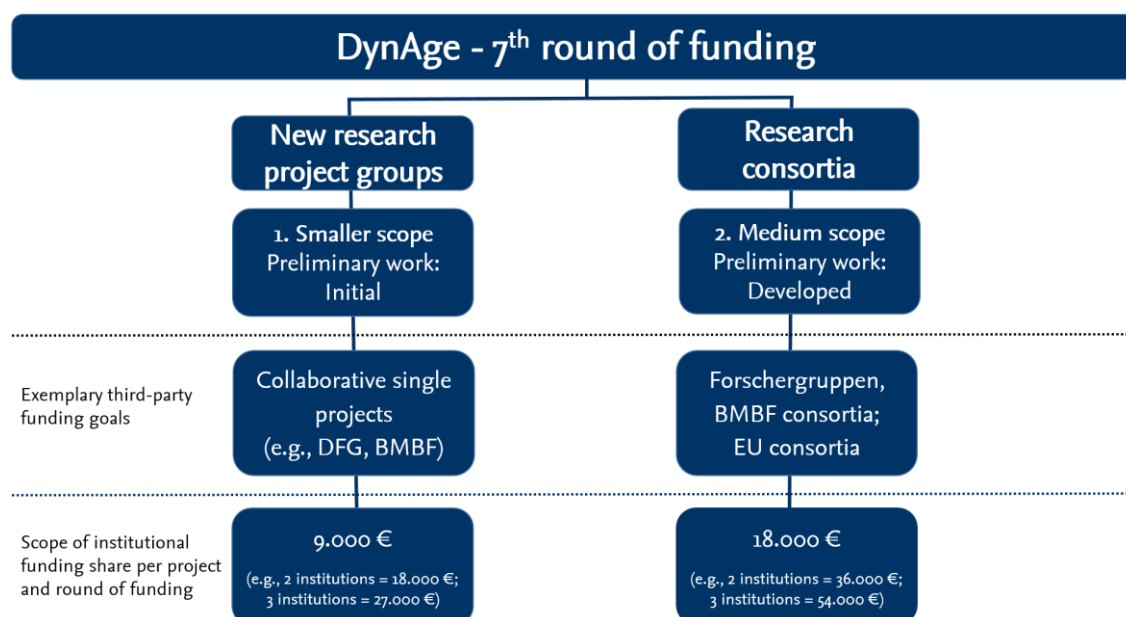 DynAge - 7th round of funding
New research
project groups
Research
consortia
1. Smaller scope
Preliminary work:
Initial
2. Medium scope
Preliminary work:
Developed
Exemplary third-party
funding goals
Collaborative single
projects
(e.g., DFG, BMBF)
Forschergruppen,
BMBF consortia;
EU consortia
Scope of institutional
funding share per project
and round of funding
9.000 €
(e.g., 2 institutions = 18.000 €;
3 institutions = 27.000 €)
18.000 €
(e.g., 2 institutions = 36.000 €;
3 institutions = 54.000 €)